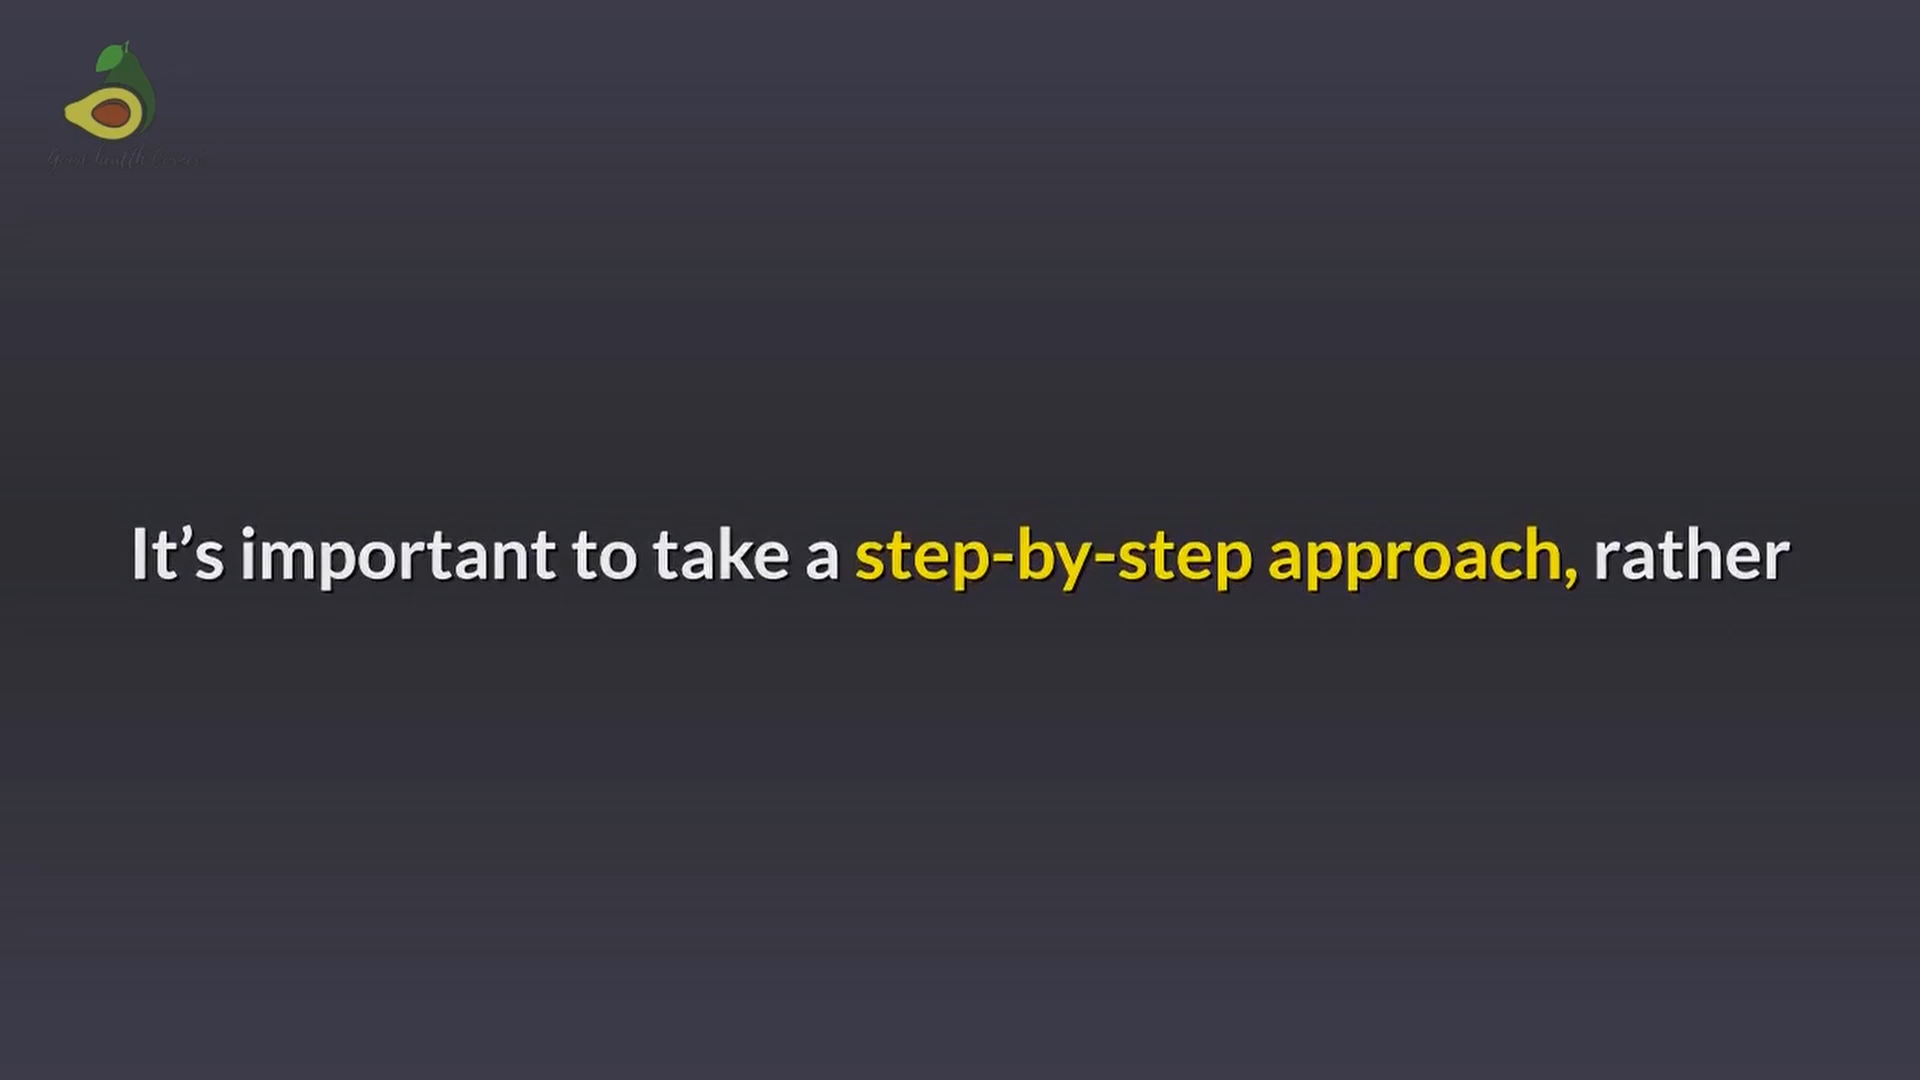 It’s important to take a step-by-step approach, rather